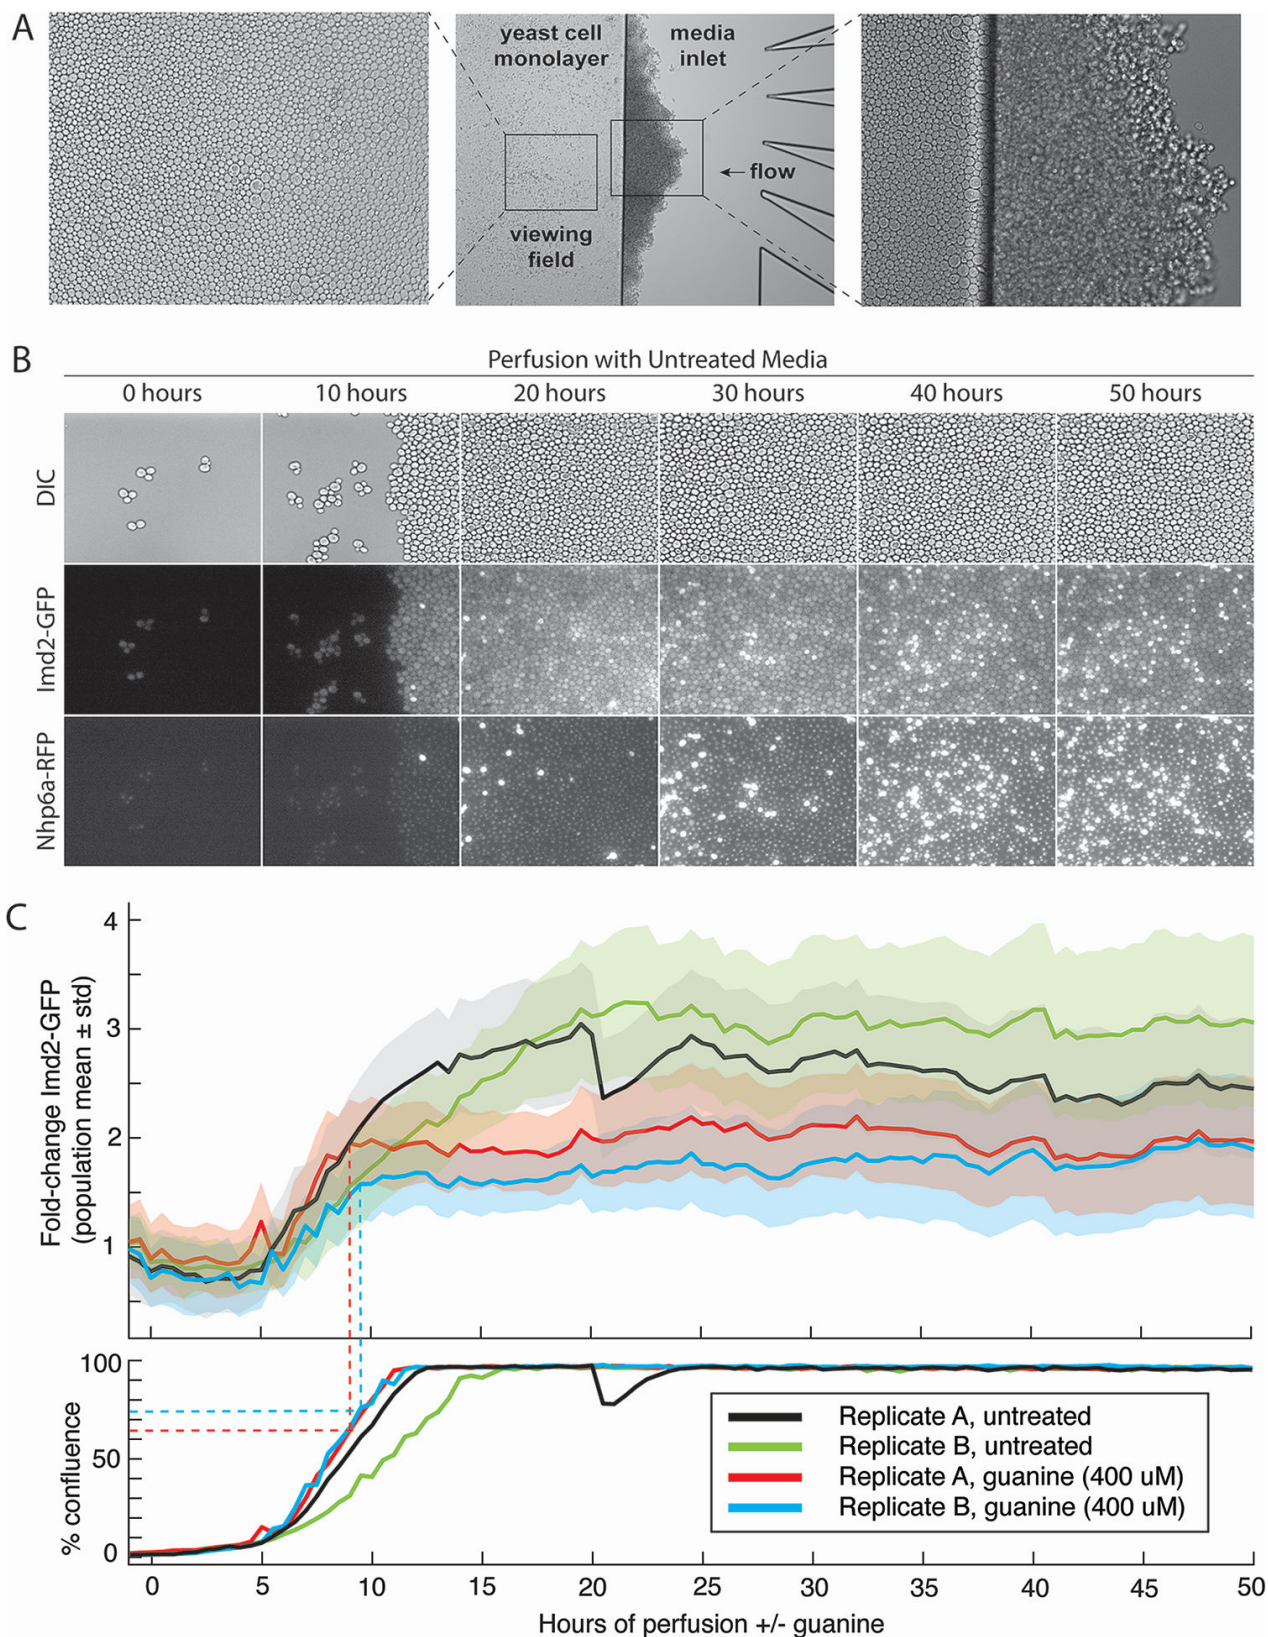 A
yeast cell
monolayer
media
inlet
flow
viewing
field
B
Perfusion with Untreated Media
0 hours
10 hours
20 hours
30 hours
40 hours
50 hours
DIC
Imd2-GFP
Nhp6a-RFP
C
Fold-change Imd2-GFP
(population mean ± std)
4
3
2
1
% confluence
100
50
0
Replicate A, untreated
Replicate B, untreated
Replicate A, guanine (400 uM)
Replicate B, guanine (400 uM)
0 5 10 15 20 25 30 35 40 45 50
Hours of perfusion +/- guanine